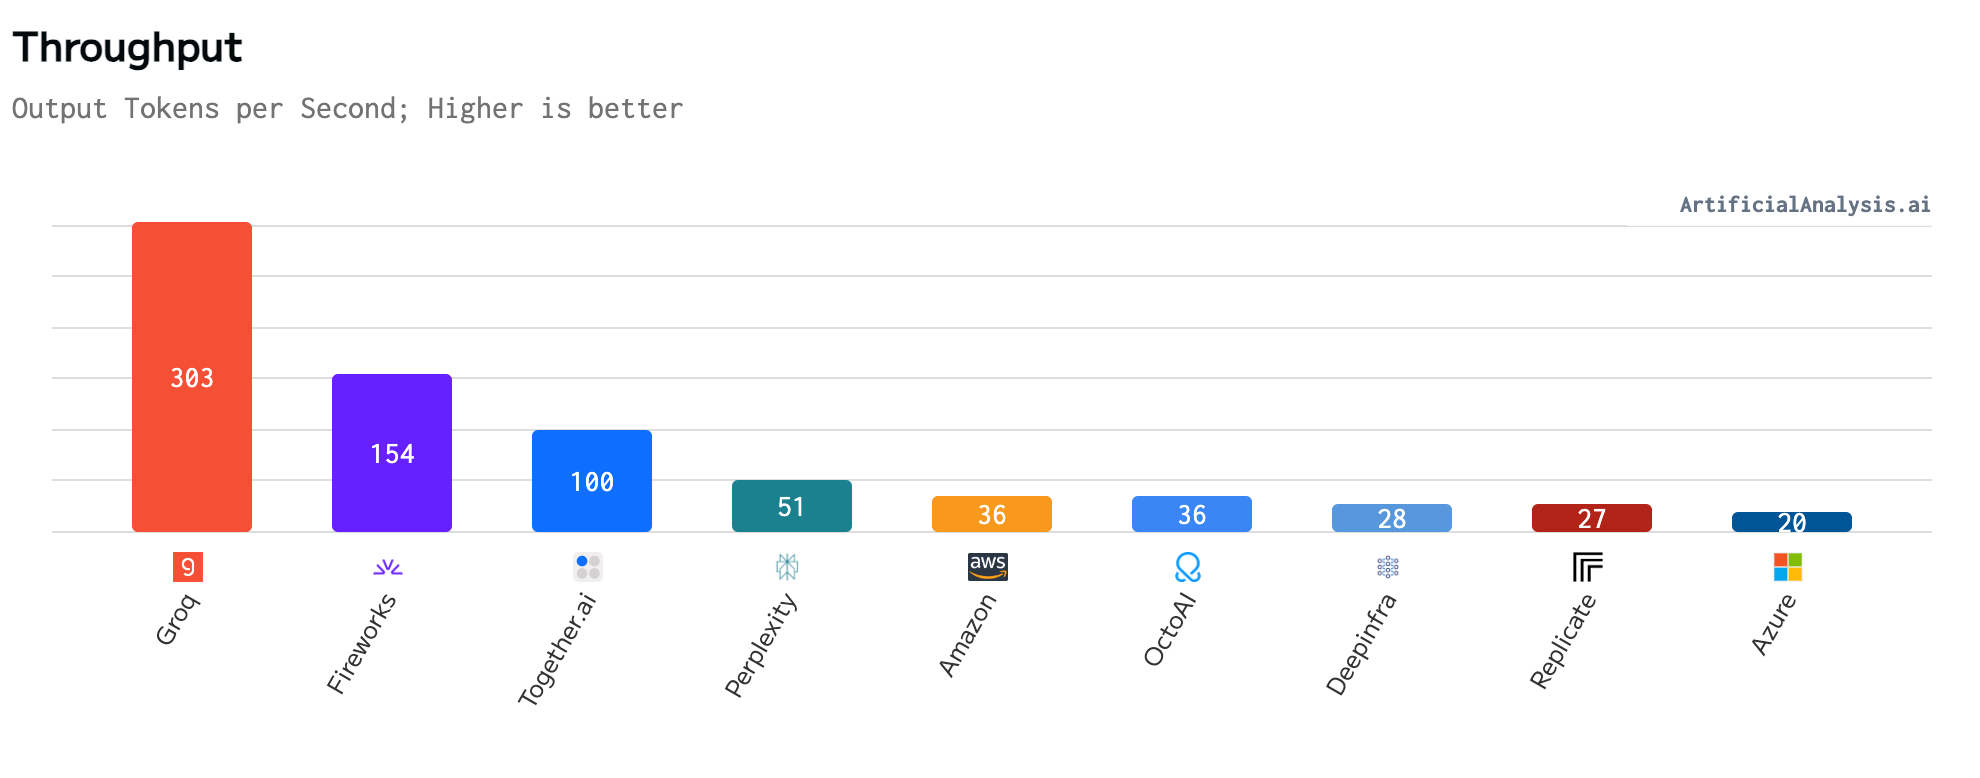 Throughput
Output Tokens per Second; Higher is better
ArtificialAnalysis.ai
303
154
100
51
36
36
28
27
20
aws
Groq
Fireworks
Together.ai
Perplexity
Amazon
OctoAI
Deepinfra
Replicate
Azure